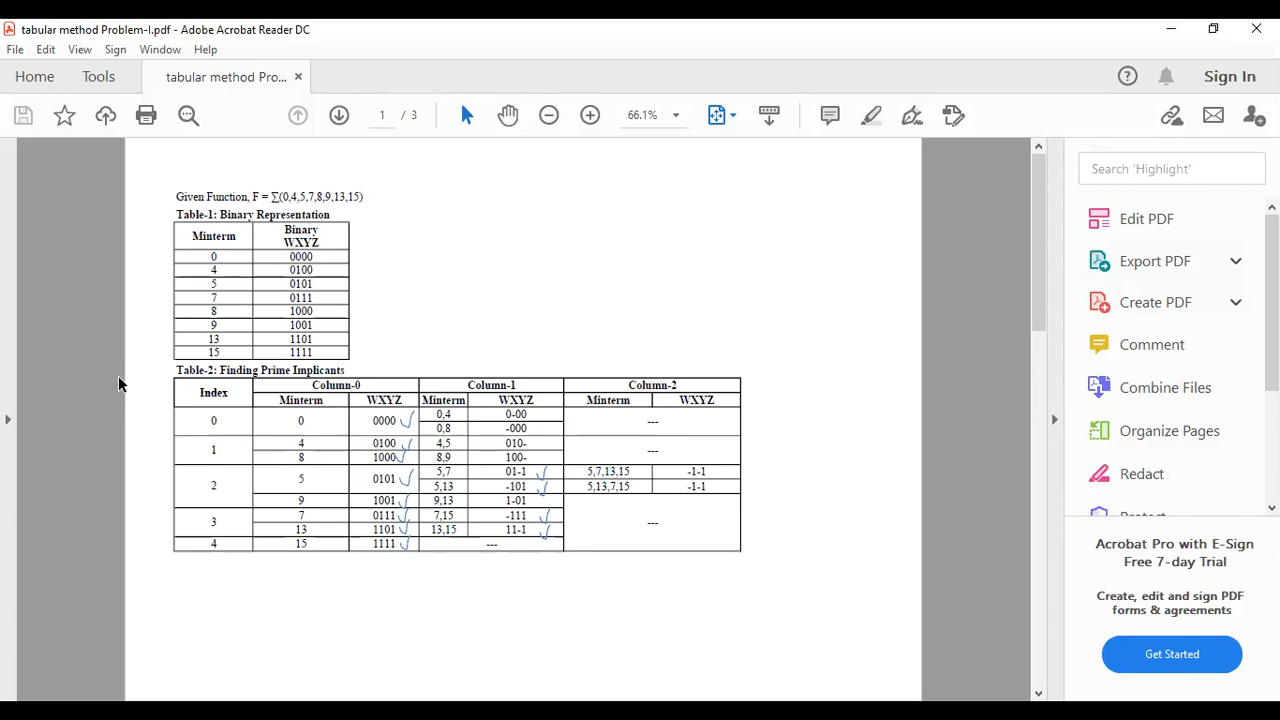 tabular method Problem-I.pdf - Adobe Acrobat Reader DC
File Edit View Sign Window Help
Home Tools tabular method Pro... × Sign In
1 / 3 66.1%
Search 'Highlight'
Edit PDF
Export PDF
Create PDF
Comment
Combine Files
Organize Pages
Redact
Protect
Acrobat Pro with E-Sign
Free 7-day Trial
Create, edit and sign PDF
forms & agreements
Get Started
Given Function, F = ∑(0,4,5,7,8,9,13,15)
Table-1: Binary Representation
Minterm Binary
WXYZ
0 0000
4 0100
5 0101
7 0111
8 1000
9 1001
13 1101
15 1111
Table-2: Finding Prime Implicants
Index Column-0 Column-1 Column-2
Minterm WXYZ Minterm WXYZ Minterm WXYZ
0 0 0000 ✓ 0,4 0-00 ---
0,8 -000
1 4 0100 ✓ 4,5 010- ---
8 1000 ✓ 8,9 100-
2 5 0101 ✓ 5,7 01-1 ✓ 5,7,13,15 -1-1
5,13 -101 ✓ 5,13,7,15 -1-1
9 1001 ✓ 9,13 1-01 ---
3 7 0111 ✓ 7,15 -111 ✓
13 1101 ✓ 13,15 11-1 ✓
4 15 1111 ✓ ---